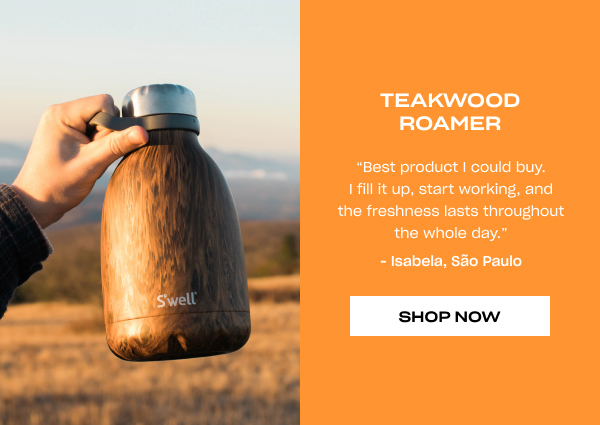 S'well
TEAKWOOD
ROAMER
“Best product I could buy.
I fill it up, start working, and
the freshness lasts throughout
the whole day.”
- Isabela, São Paulo
SHOP NOW